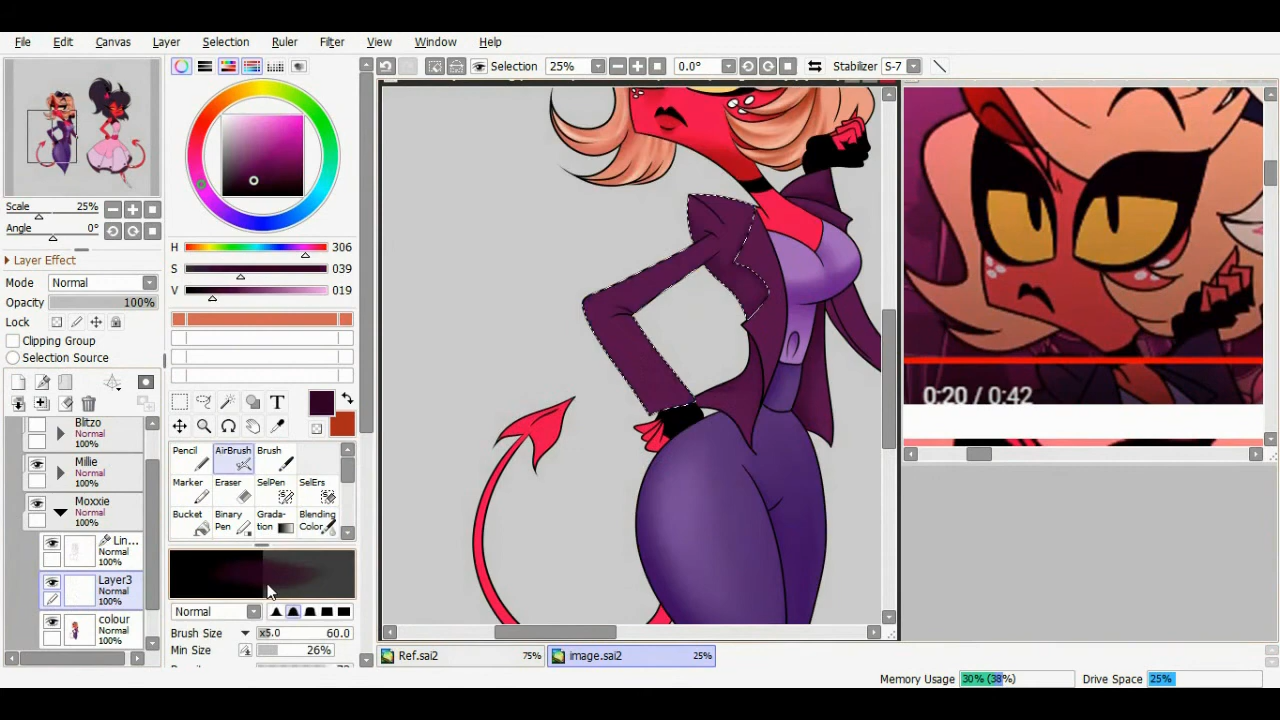 File Edit Canvas Layer Selection Ruler Filter View Window Help
Selection 25% 0.0° Stabilizer S-7
Scale 25%
Angle 0°
Layer Effect
Mode Normal
Opacity 100%
Lock
Clipping Group
Selection Source
H 306
S 039
V 019
T
Blitzo
Normal
100%
Millie
Normal
100%
Moxxie
Normal
100%
Lin...
Normal
100%
Layer3
Normal
100%
colour
Normal
100%
Pencil AirBrush Brush
Marker Eraser SelPen SelErs
Bucket Binary Pen Grada-tion Blending Color
Normal
Brush Size x5.0 60.0
Min Size 26%
0:20 / 0:42
Ref.sai2 75% image.sai2 25%
Memory Usage 30% (38%) Drive Space 25%